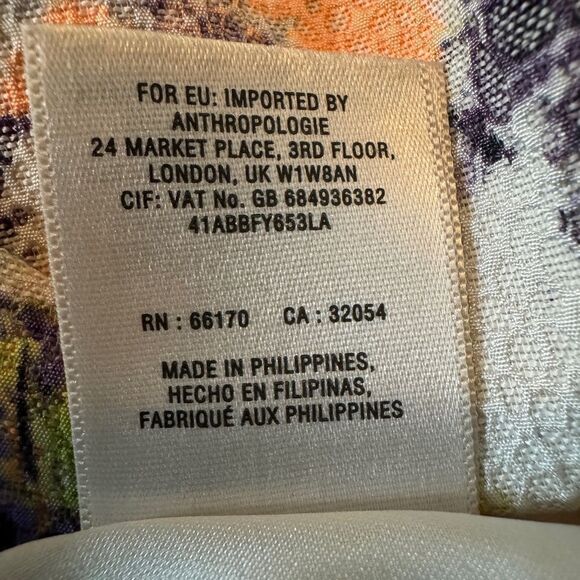 FOR EU: IMPORTED BY
ANTHROPOLOGIE
24 MARKET PLACE, 3RD FLOOR,
LONDON, UK W1W8AN
CIF: VAT No. GB 684936382
41ABBFY653LA
RN : 66170 CA : 32054
MADE IN PHILIPPINES,
HECHO EN FILIPINAS,
FABRIQUÉ AUX PHILIPPINES